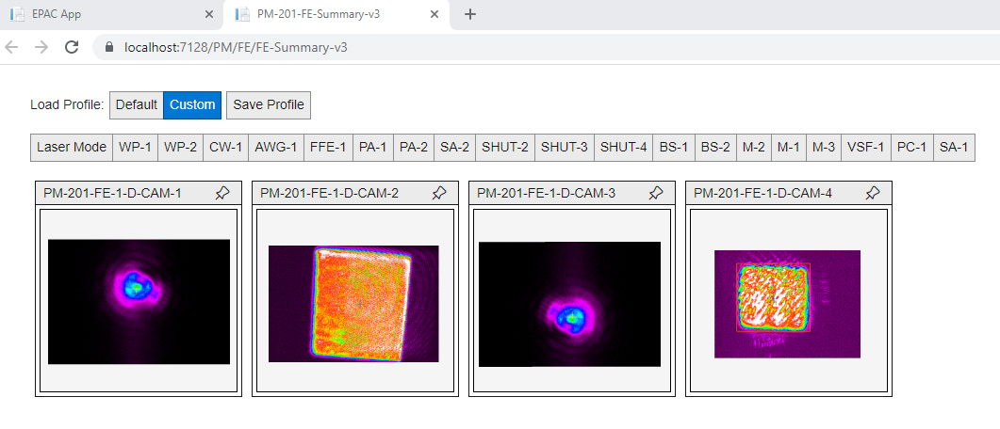 EPAC App PM-201-FE-Summary-v3
localhost:7128/PM/FE/FE-Summary-v3
Load Profile: Default Custom Save Profile
Laser Mode WP-1 WP-2 CW-1 AWG-1 FFE-1 PA-1 PA-2 SA-2 SHUT-2 SHUT-3 SHUT-4 BS-1 BS-2 M-2 M-1 M-3 VSF-1 PC-1 SA-1
PM-201-FE-1-D-CAM-1 PM-201-FE-1-D-CAM-2 PM-201-FE-1-D-CAM-3 PM-201-FE-1-D-CAM-4